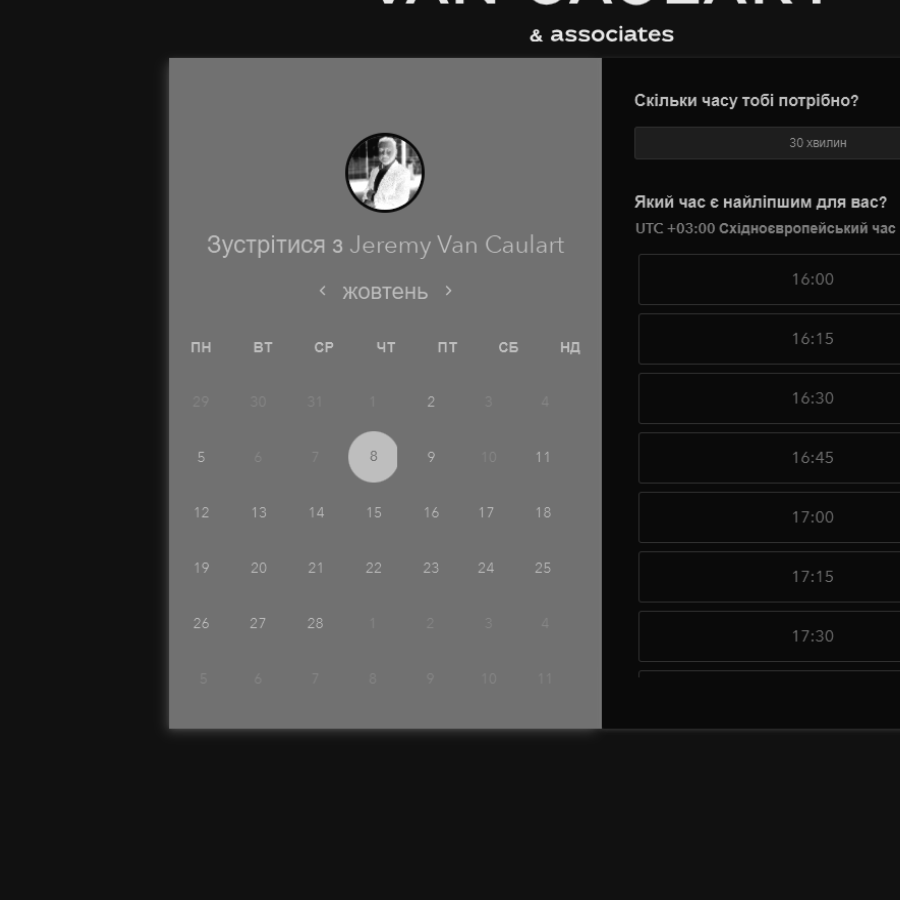 VAN CAULART
& associates
Зустрітися з Jeremy Van Caulart
жовтень
ПН ВТ СР ЧТ ПТ СБ НД
29 30 31 1 2 3 4
5 6 7 8 9 10 11
12 13 14 15 16 17 18
19 20 21 22 23 24 25
26 27 28 1 2 3 4
5 6 7 8 9 10 11
Скільки часу тобі потрібно?
30 хвилин
Який час є найліпшим для вас?
UTC +03:00 Східноєвропейський час
16:00
16:15
16:30
16:45
17:00
17:15
17:30